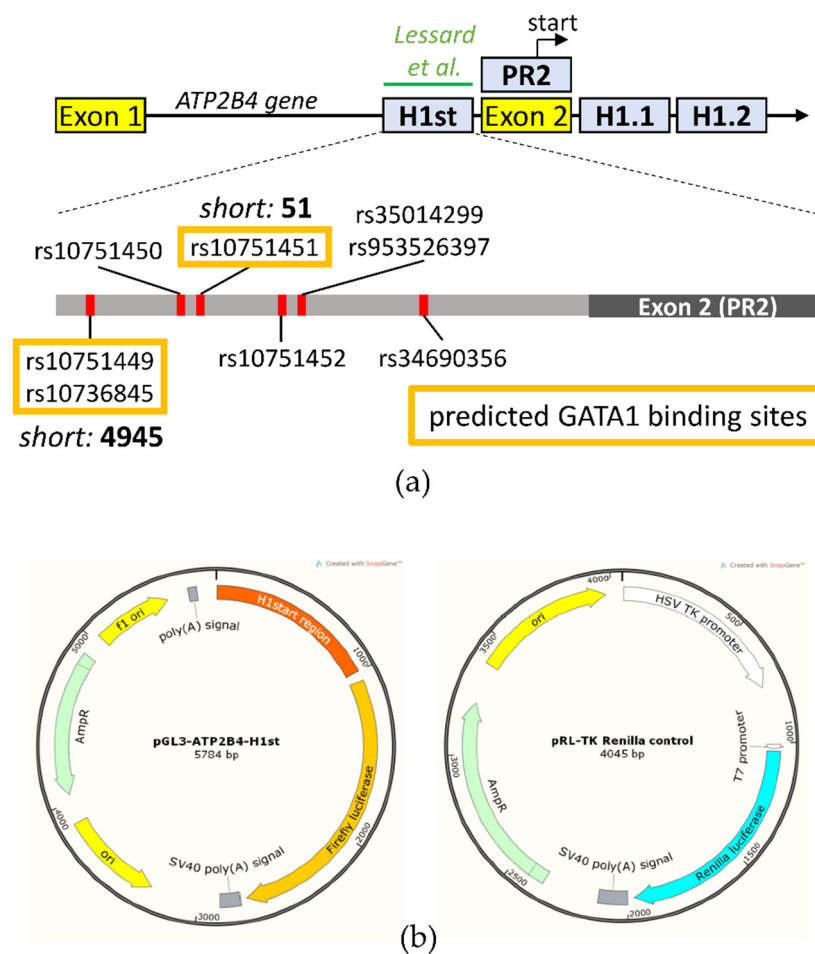 start
Lessard
et al.
PR2
ATP2B4 gene
Exon 1
H1st
Exon 2
H1.1
H1.2
short: 51
rs35014299
rs10751450
rs10751451
rs953526397
Exon 2 (PR2)
rs10751449
rs10736845
rs10751452
rs34690356
short: 4945
predicted GATA1 binding sites
(a)
Created with SnapGene™
poly(A) signal
H1start region
f1 ori
5000
1000
AmpR
pGL3-ATP2B4-H1st
5784 bp
Firefly luciferase
4000
2000
ori
SV40 poly(A) signal
3000
Created with SnapGene™
4000
HSV TK promoter
500
ori
3500
1000
T7 promoter
pRL-TK Renilla control
4045 bp
3000
AmpR
Renilla luciferase
1500
SV40 poly(A) signal
2500
2000
(b)